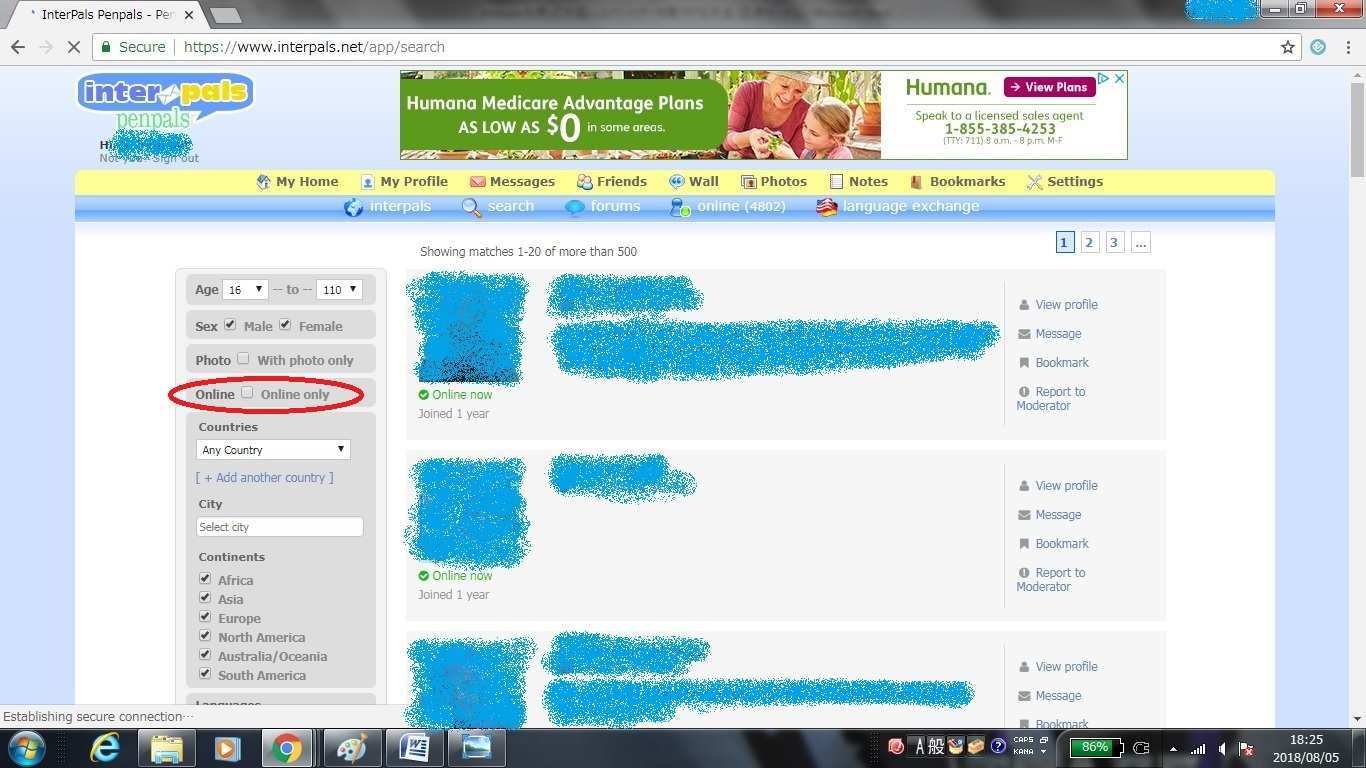 InterPals Penpals - Pen
Secure https://www.interpals.net/app/search
inter pals
penpals
Humana Medicare Advantage Plans
AS LOW AS $0 in some areas.
Humana.
View Plans
Speak to a licensed sales agent
1-855-385-4253
(TTY: 711) 8 a.m. - 8 p.m. M-F
Sign out
My Home My Profile Messages Friends Wall Photos Notes Bookmarks Settings
interpals search forums online (4802) language exchange
Showing matches 1-20 of more than 500
1 2 3 ...
Age 16 -- to -- 110
Sex Male Female
Photo With photo only
Online Online only
Countries
Any Country
[ + Add another country ]
City
Select city
Continents
Africa
Asia
Europe
North America
Australia/Oceania
South America
Languages
Online now
Joined 1 year
View profile
Message
Bookmark
Report to
Moderator
Online now
Joined 1 year
View profile
Message
Bookmark
Report to
Moderator
View profile
Message
Bookmark
Establishing secure connection…
A 般
CAPS
KANA
86%
18:25
2018/08/05